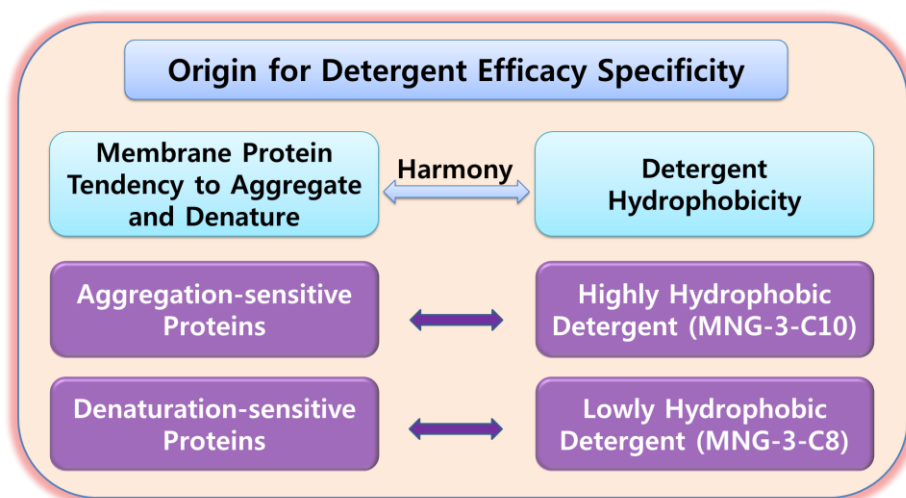 Origin for Detergent Efficacy Specificity
Membrane Protein
Tendency to Aggregate
and Denature
Harmony
Detergent
Hydrophobicity
Aggregation-sensitive
Proteins
Highly Hydrophobic
Detergent (MNG-3-C10)
Denaturation-sensitive
Proteins
Lowly Hydrophobic
Detergent (MNG-3-C8)